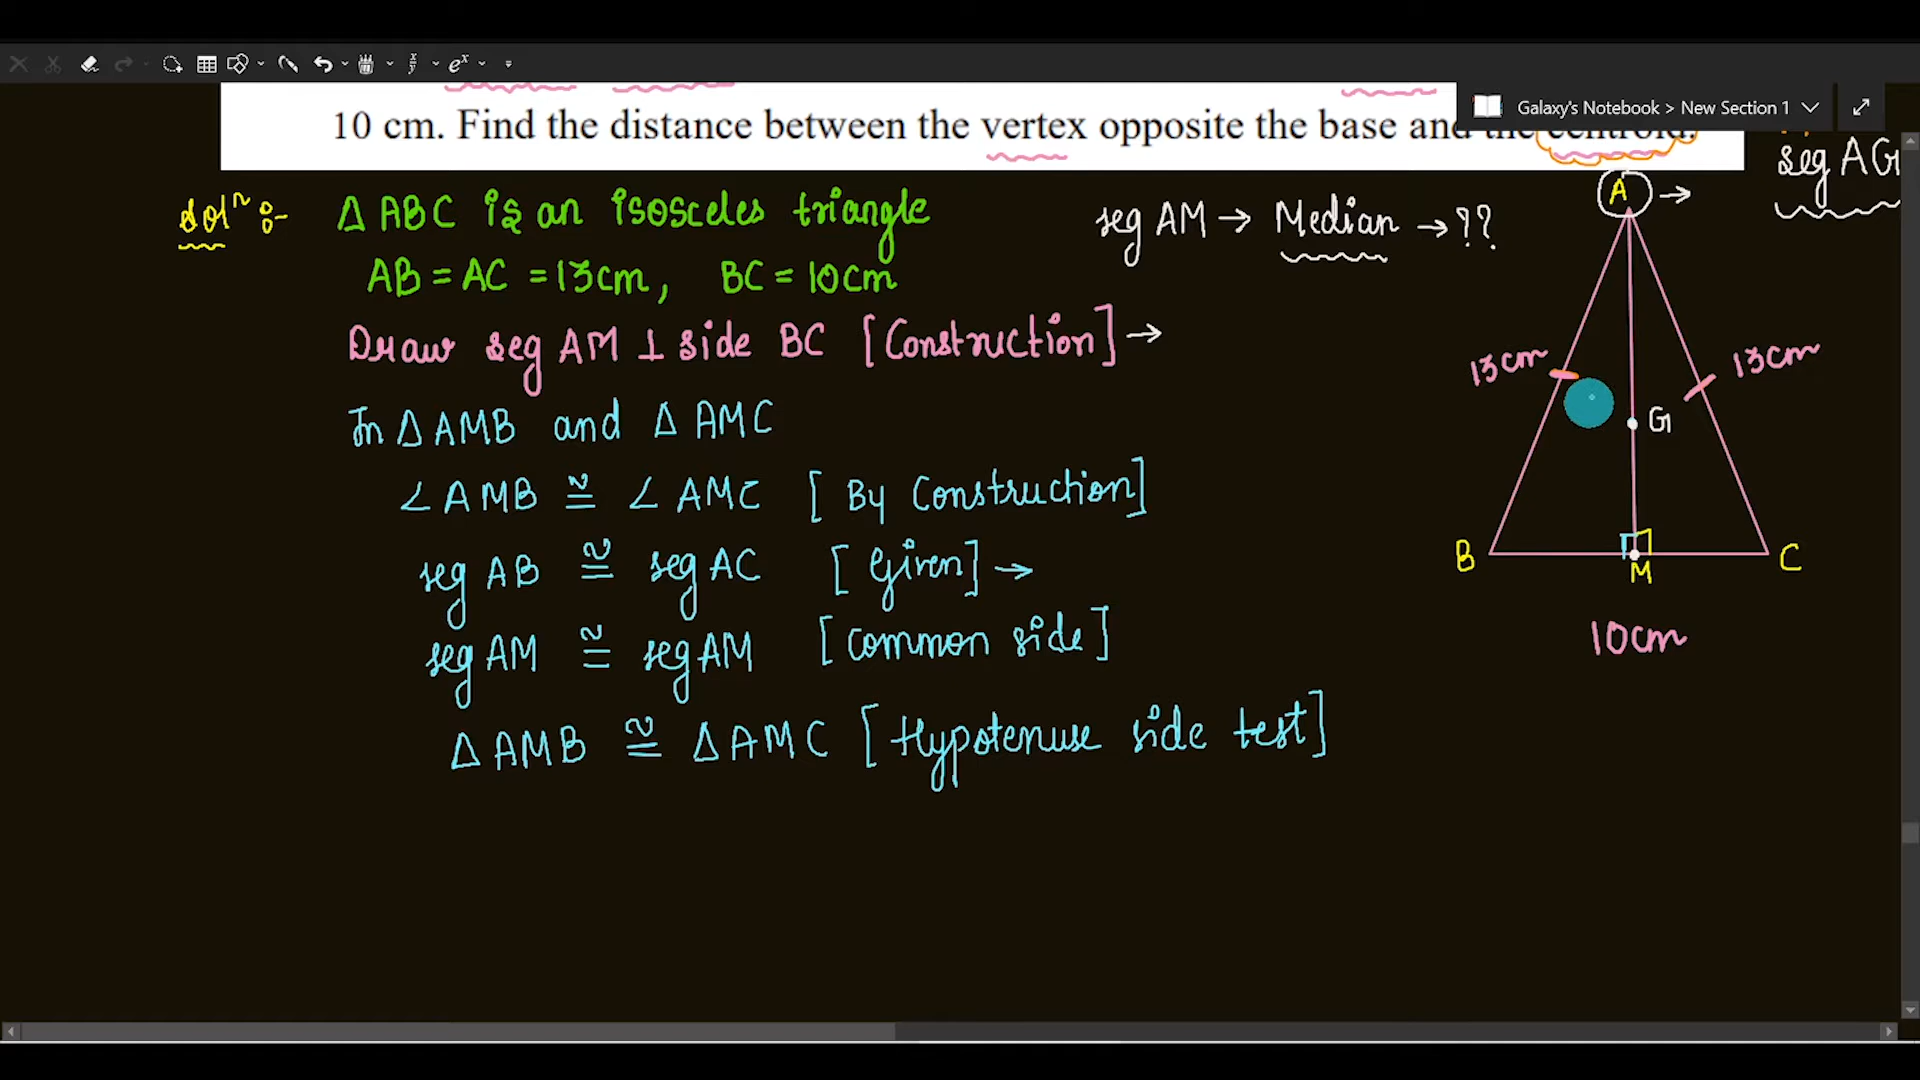 Galaxy's Notebook > New Section 1
10 cm. Find the distance between the vertex opposite the base and the centroid.
Solⁿ :- Δ ABC is an isosceles triangle
AB = AC = 13cm, BC = 10cm
Draw seg AM ⊥ side BC [Construction] →
In Δ AMB and Δ AMC
∠ AMB ≅ ∠ AMC [By Construction]
seg AB ≅ seg AC [Given] →
seg AM ≅ seg AM [Common side]
Δ AMB ≅ Δ AMC [Hypotenuse side test]
seg AM → Median → ??
seg AG
A →
13cm
13cm
G
B
M
C
10cm